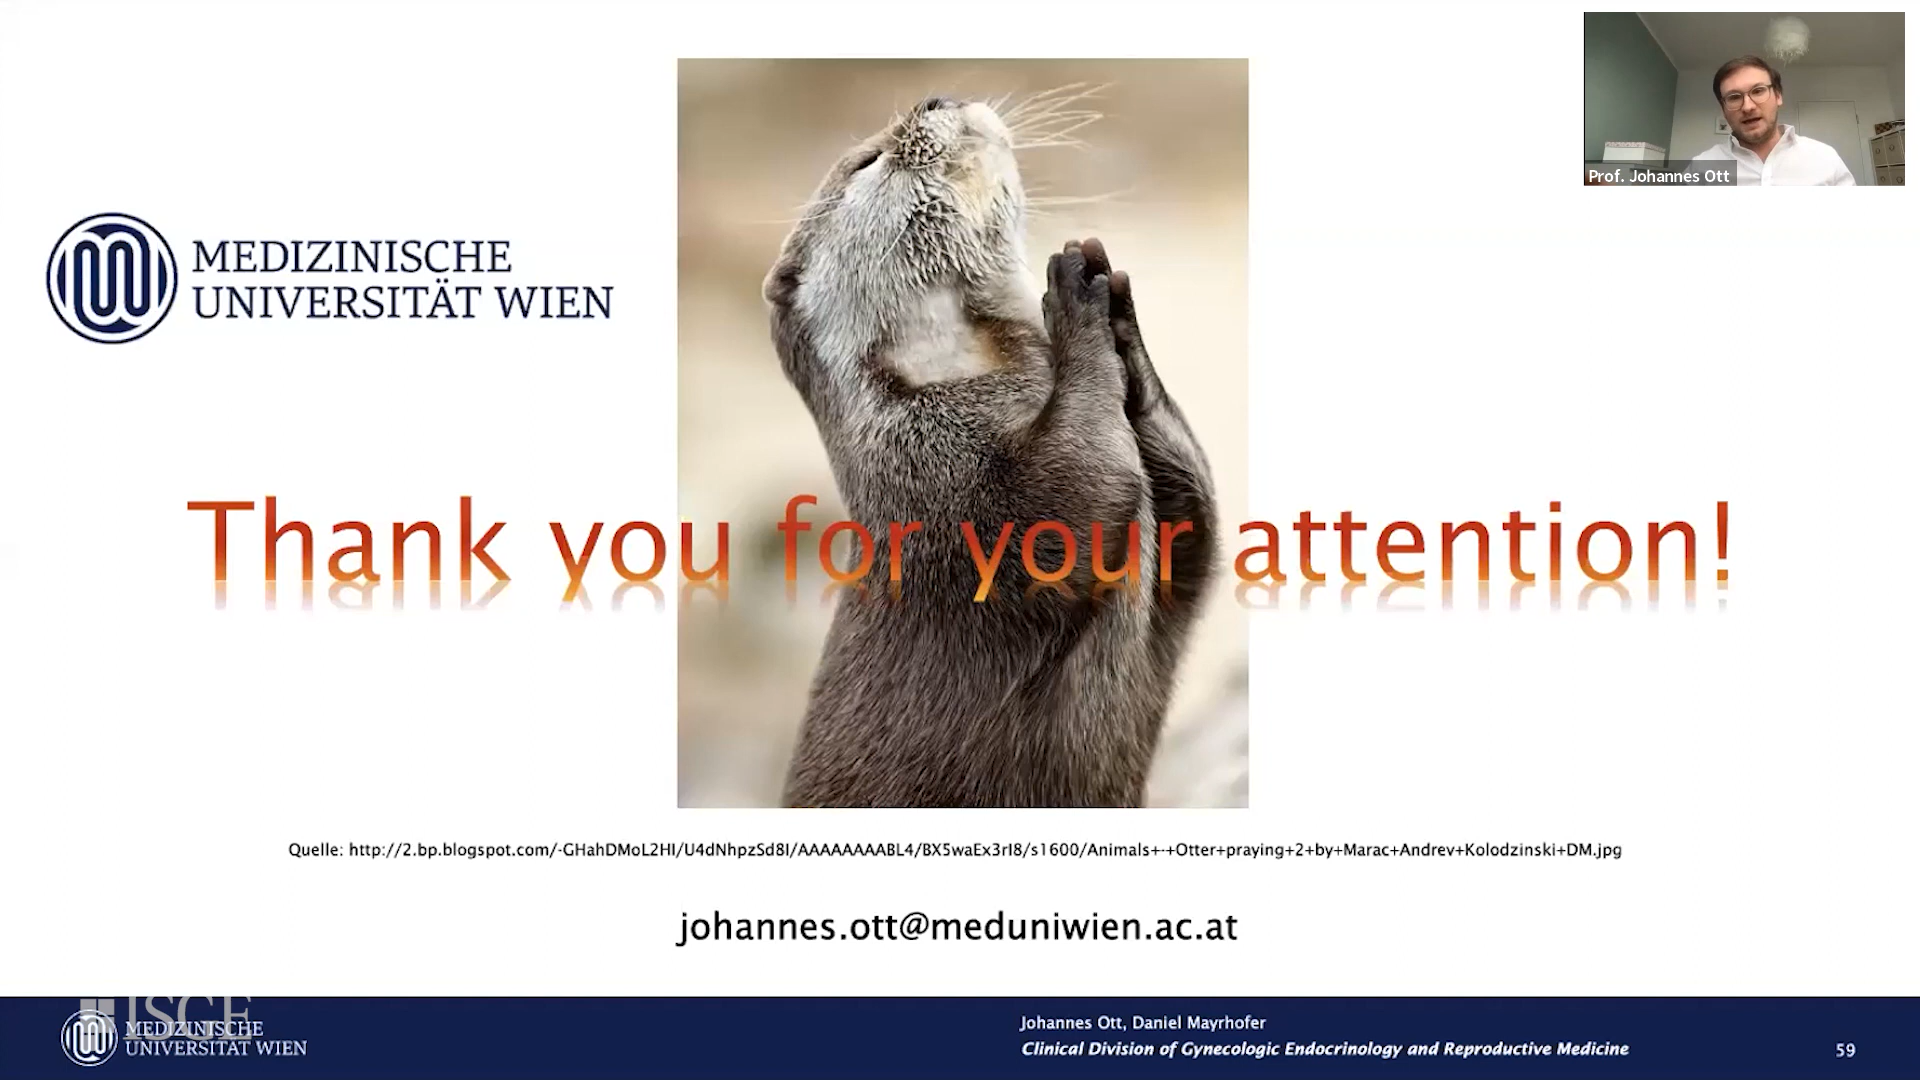 Prof. Johannes Ott
MEDIZINISCHE
UNIVERSITÄT WIEN
Thank you for your attention!
Quelle: http://2.bp.blogspot.com/-GHahDMoL2HI/U4dNhpzSd8I/AAAAAAAABL4/BX5waEx3rI8/s1600/Animals+-+Otter+praying+2+by+Marac+Andrev+Kolodzinski+DM.jpg
johannes.ott@meduniwien.ac.at
ISGE
MEDIZINISCHE
UNIVERSITÄT WIEN
Johannes Ott, Daniel Mayrhofer
Clinical Division of Gynecologic Endocrinology and Reproductive Medicine
59